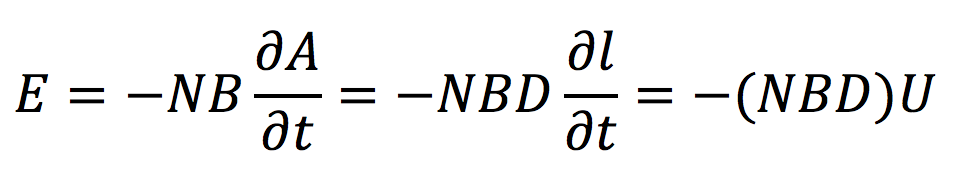 E = −NB ∂A/∂t = −NBD ∂l/∂t = −(NBD)U